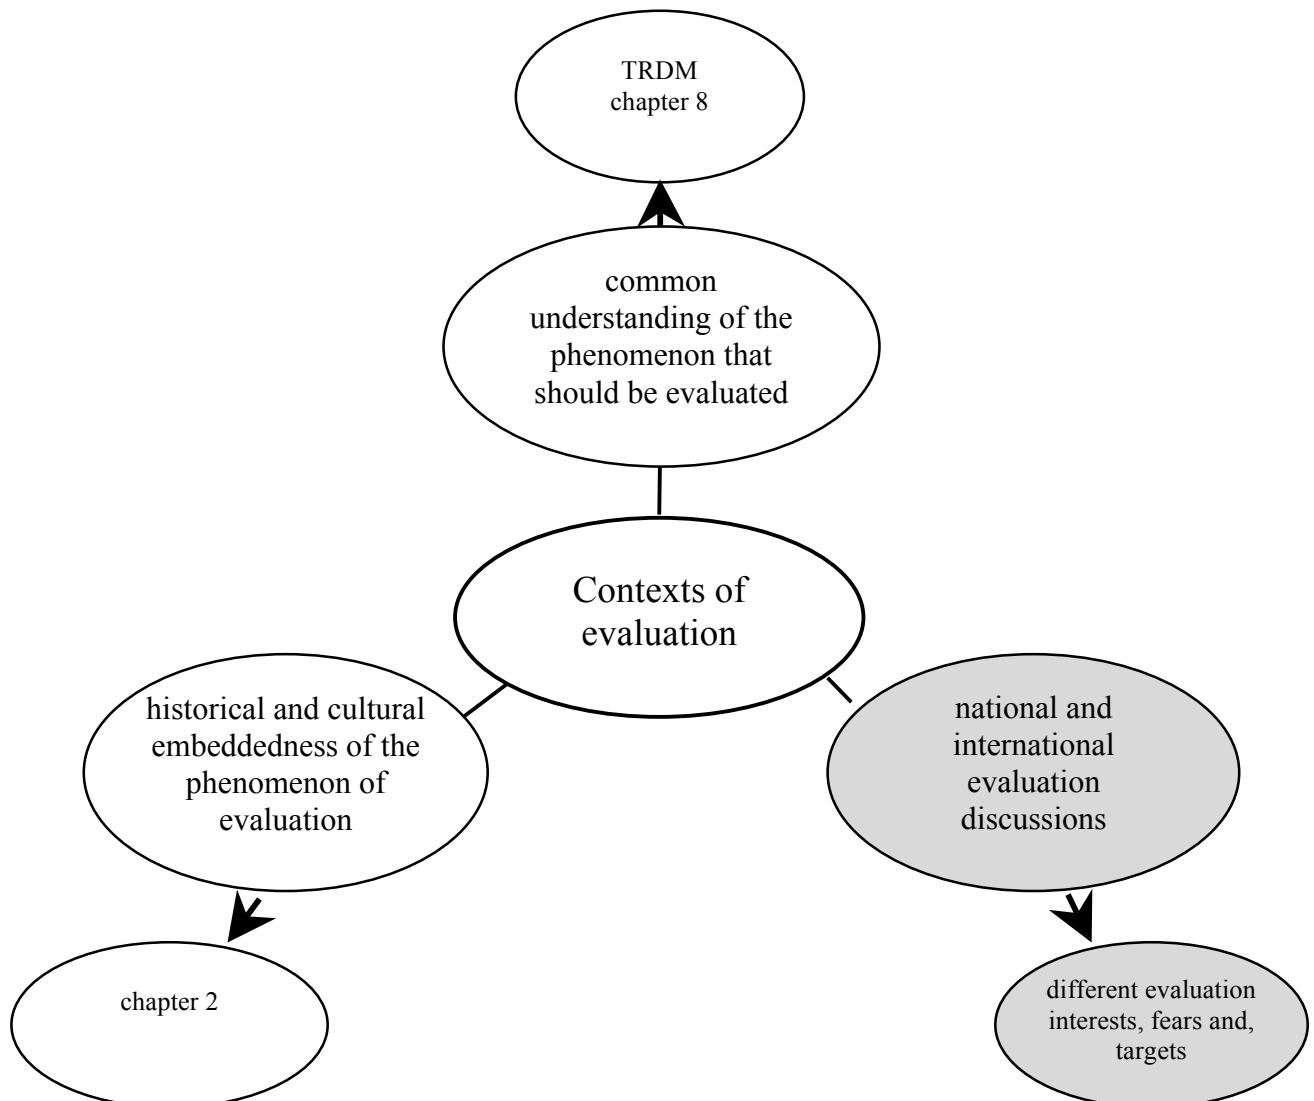 TRDM
chapter 8
common
understanding of the
phenomenon that
should be evaluated
Contexts of
evaluation
historical and cultural
embeddedness of the
phenomenon of
evaluation
national and
international
evaluation
discussions
chapter 2
different evaluation
interests, fears and,
targets